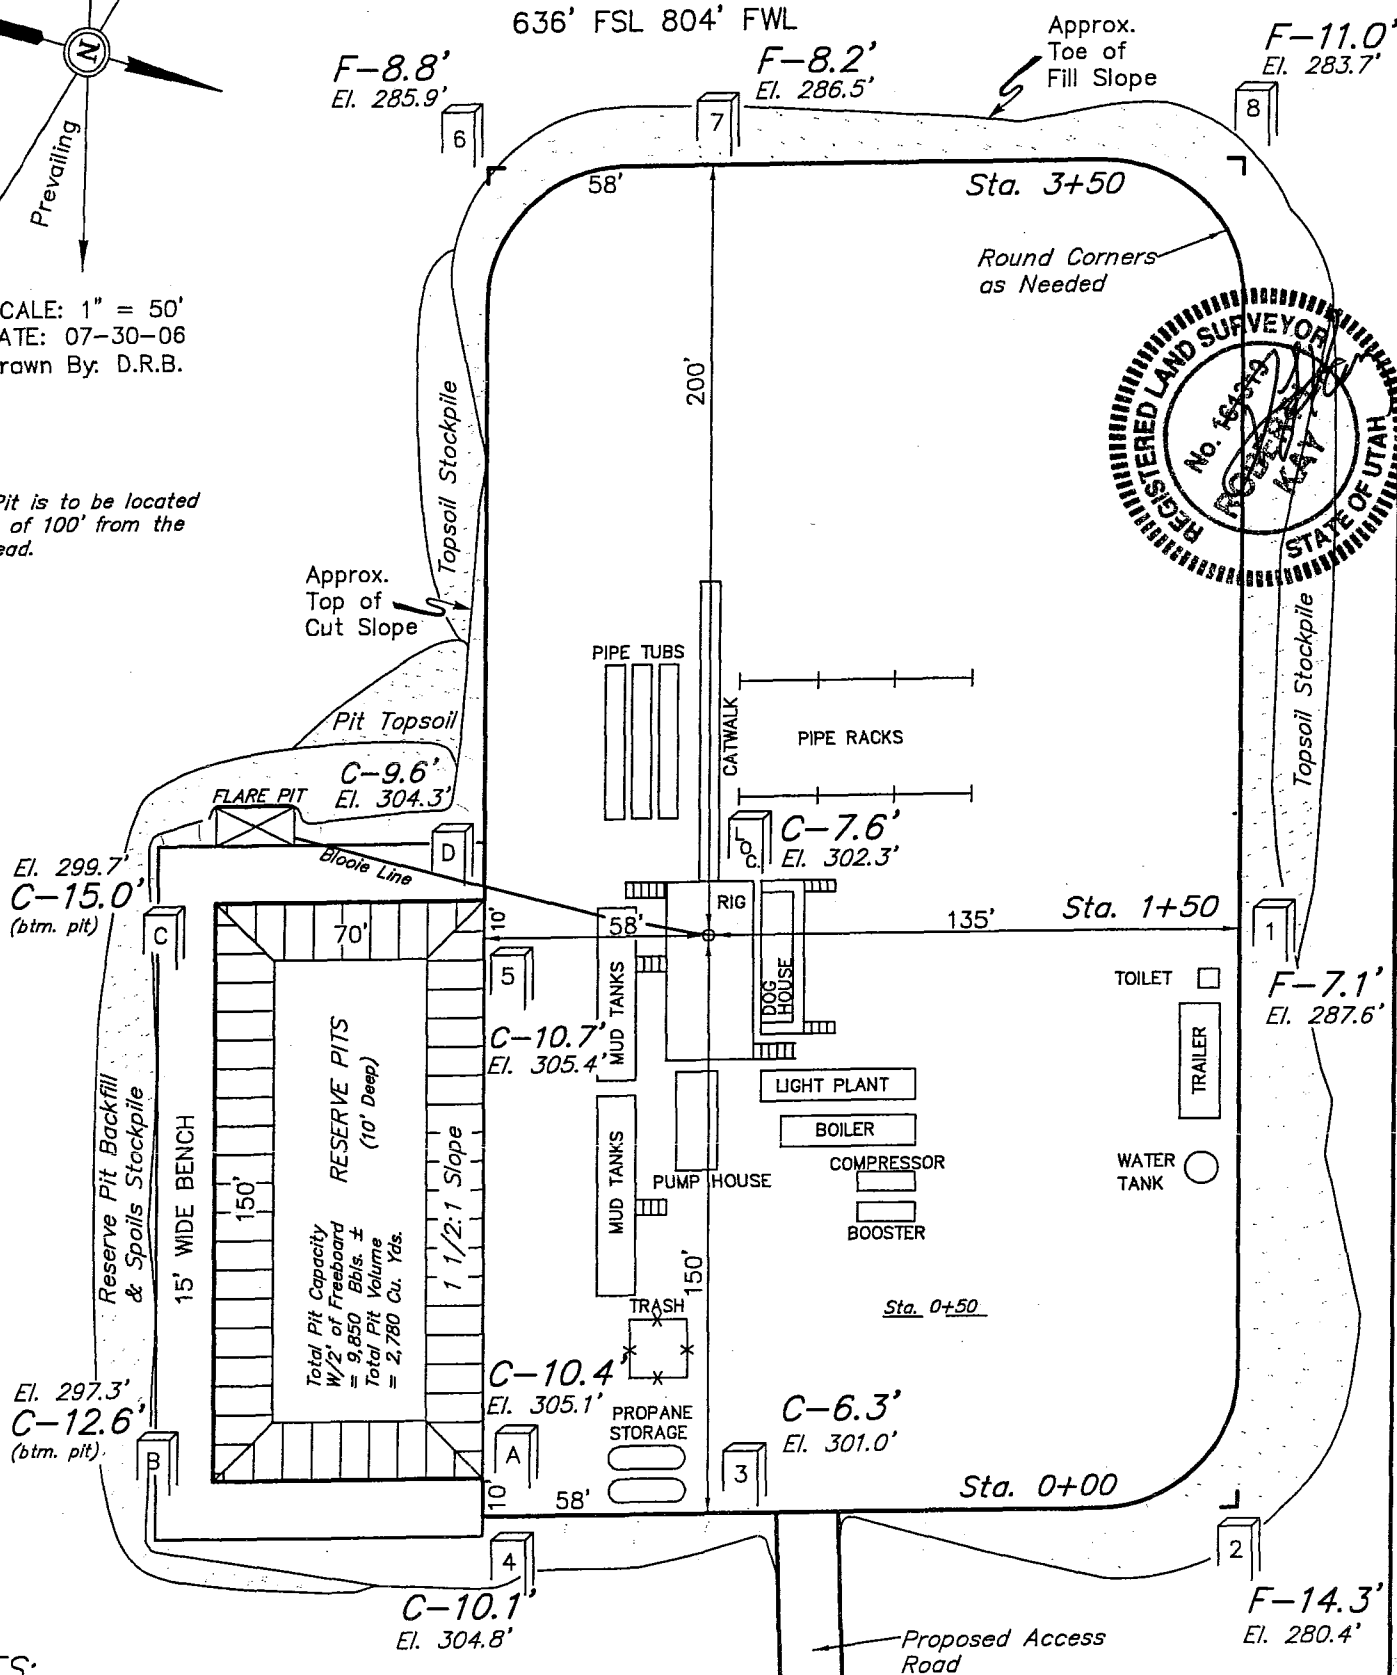 636' FSL 804' FWL
N
Prevailing
CALE: 1" = 50'
ATE: 07-30-06
rawn By: D.R.B.
Pit is to be located
of 100' from the
ead.
F-8.8'
El. 285.9'
6
F-8.2'
El. 286.5'
7
Approx.
Toe of
Fill Slope
F-11.0'
El. 283.7'
8
58'
Sta. 3+50
Round Corners
as Needed
REGISTERED LAND SURVEYOR
No. 161319
ROBERT
KAY
STATE OF UTAH
200'
Topsoil Stockpile
Approx.
Top of
Cut Slope
Topsoil Stockpile
PIPE TUBS
CATWALK
PIPE RACKS
Pit Topsoil
C-9.6'
El. 304.3'
FLARE PIT
D
Blooie Line
LOC.
C-7.6'
El. 302.3'
El. 299.7'
C-15.0'
(btm. pit)
C
70'
10'
58'
RIG
135'
Sta. 1+50
1
F-7.1'
El. 287.6'
5
C-10.7'
El. 305.4'
MUD TANKS
DOG
HOUSE
TOILET
TRAILER
LIGHT PLANT
BOILER
COMPRESSOR
BOOSTER
WATER
TANK
PUMP HOUSE
MUD TANKS
Reserve Pit Backfill
& Spoils Stockpile
15' WIDE BENCH
150'
RESERVE PITS
(10' Deep)
Total Pit Capacity
W/2' of Freeboard
= 9,850 Bbls. ±
Total Pit Volume
= 2,780 Cu. Yds.
1 1/2:1 Slope
150'
TRASH
Sta. 0+50
El. 297.3'
C-12.6'
(btm. pit)
B
C-10.4'
El. 305.1'
A
PROPANE
STORAGE
C-6.3'
El. 301.0'
3
Sta. 0+00
10'
58'
4
C-10.1'
El. 304.8'
2
F-14.3'
El. 280.4'
Proposed Access
Road